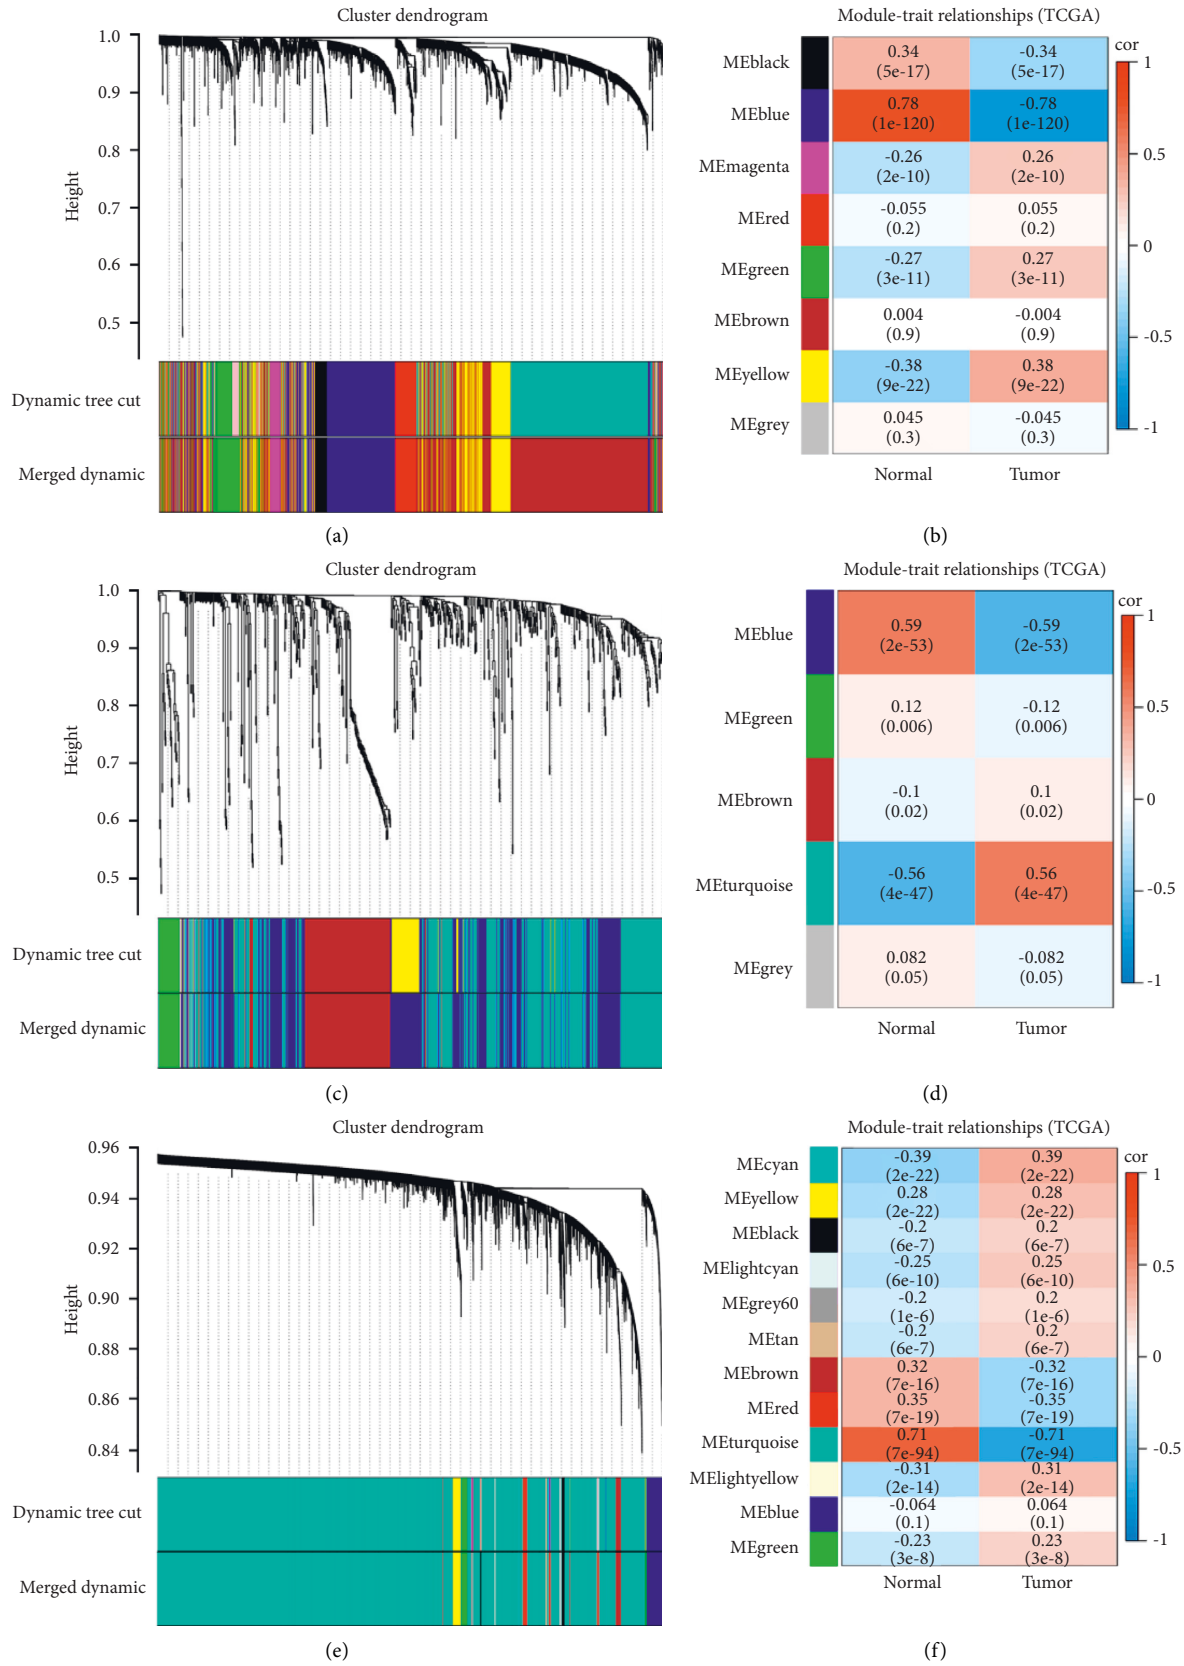 Cluster dendrogram
1.0
0.9
0.8
0.7
0.6
0.5
Height
Dynamic tree cut
Merged dynamic
(a)
Module-trait relationships (TCGA)
cor
MEblack
0.34
(5e-17)
-0.34
(5e-17)
MEblue
0.78
(1e-120)
-0.78
(1e-120)
MEmagenta
-0.26
(2e-10)
0.26
(2e-10)
MEred
-0.055
(0.2)
0.055
(0.2)
MEgreen
-0.27
(3e-11)
0.27
(3e-11)
MEbrown
0.004
(0.9)
-0.004
(0.9)
MEyellow
-0.38
(9e-22)
0.38
(9e-22)
MEgrey
0.045
(0.3)
-0.045
(0.3)
Normal
Tumor
1
0.5
0
-0.5
-1
(b)
Cluster dendrogram
1.0
0.9
0.8
0.7
0.6
0.5
Height
Dynamic tree cut
Merged dynamic
(c)
Module-trait relationships (TCGA)
cor
MEblue
0.59
(2e-53)
-0.59
(2e-53)
MEgreen
0.12
(0.006)
-0.12
(0.006)
MEbrown
-0.1
(0.02)
0.1
(0.02)
MEturquoise
-0.56
(4e-47)
0.56
(4e-47)
MEgrey
0.082
(0.05)
-0.082
(0.05)
Normal
Tumor
1
0.5
0
-0.5
-1
(d)
Cluster dendrogram
0.96
0.94
0.92
0.90
0.88
0.86
0.84
Height
Dynamic tree cut
Merged dynamic
(e)
Module-trait relationships (TCGA)
cor
MEcyan
-0.39
(2e-22)
0.39
(2e-22)
MEyellow
0.28
(2e-22)
0.28
(2e-22)
MEblack
-0.2
(6e-7)
0.2
(6e-7)
MElightcyan
-0.25
(6e-10)
0.25
(6e-10)
MEgrey60
-0.2
(1e-6)
0.2
(1e-6)
MEtan
-0.2
(6e-7)
0.2
(6e-7)
MEbrown
0.32
(7e-16)
-0.32
(7e-16)
MEred
0.35
(7e-19)
-0.35
(7e-19)
MEturquoise
0.71
(7e-94)
-0.71
(7e-94)
MElightyellow
-0.31
(2e-14)
0.31
(2e-14)
MEblue
-0.064
(0.1)
0.064
(0.1)
MEgreen
-0.23
(3e-8)
0.23
(3e-8)
Normal
Tumor
1
0.5
0
-0.5
-1
(f)